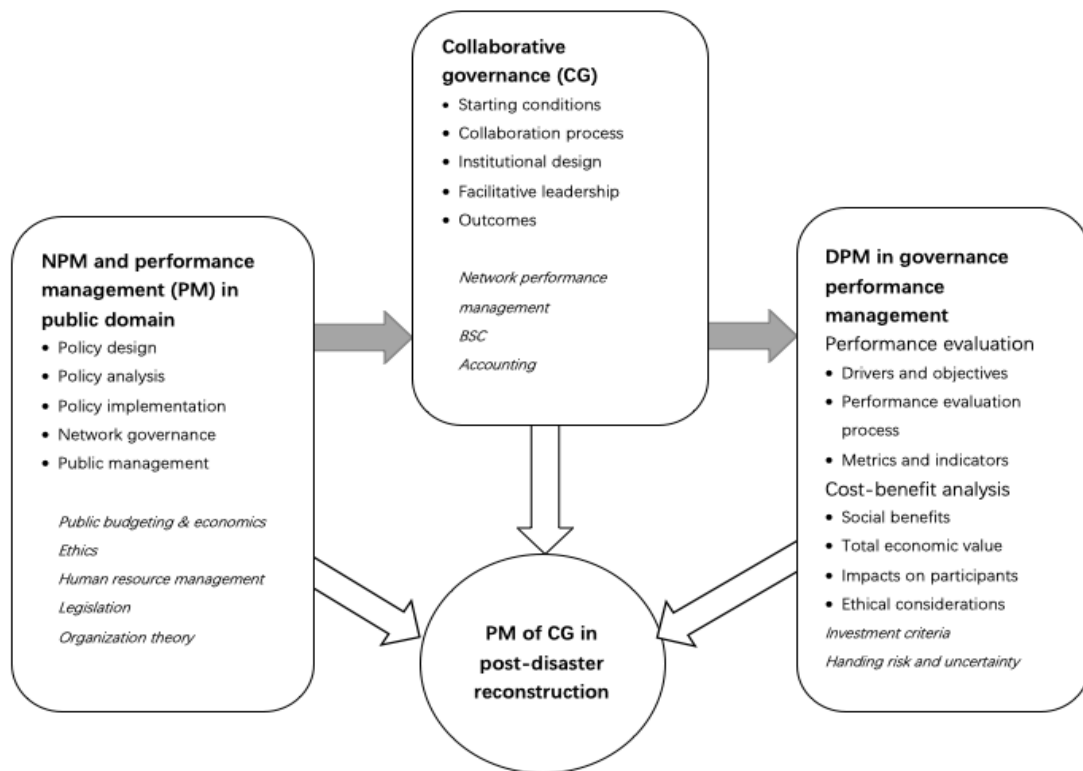 Collaborative
governance (CG)
• Starting conditions
• Collaboration process
• Institutional design
• Facilitative leadership
• Outcomes
Network performance
management
BSC
Accounting
NPM and performance
management (PM) in
public domain
• Policy design
• Policy analysis
• Policy implementation
• Network governance
• Public management
Public budgeting & economics
Ethics
Human resource management
Legislation
Organization theory
DPM in governance
performance
management
Performance evaluation
• Drivers and objectives
• Performance evaluation
process
• Metrics and indicators
Cost-benefit analysis
• Social benefits
• Total economic value
• Impacts on participants
• Ethical considerations
Investment criteria
Handing risk and uncertainty
PM of CG in
post-disaster
reconstruction